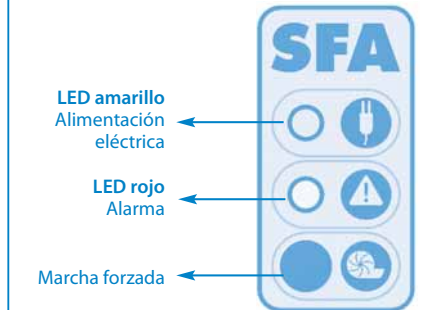 SFA
LED amarillo
Alimentación
eléctrica
LED rojo
Alarma
Marcha forzada